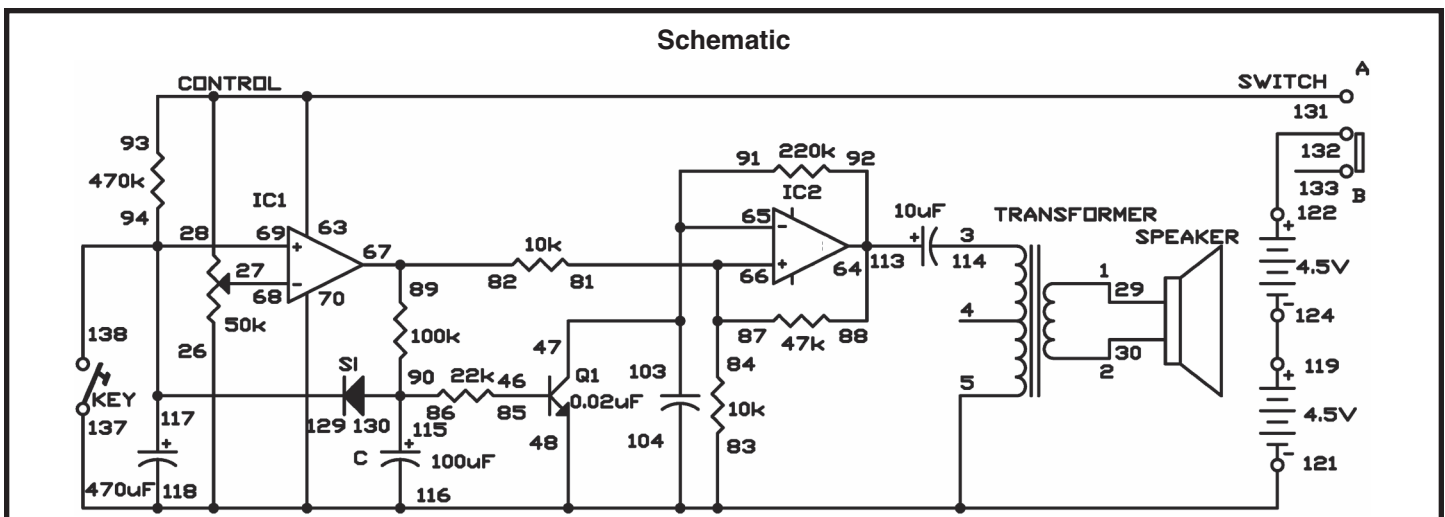 Schematic
CONTROL
SWITCH
A
131
132
133
B
93
470k
94
91
220k
92
IC2
IC1
28
69
+
63
67
65
-
10uF
TRANSFORMER
SPEAKER
122
+
27
68
-
70
10k
82
81
66
+
64
113
+
114
3
1
29
4.5V
-
124
50k
26
89
100k
87
47k
88
4
138
KEY
137
SI
129
130
90
22k
46
86
85
47
Q1
0.02uF
48
103
104
84
10k
83
5
30
2
119
+
4.5V
-
121
117
+
470uF
118
115
+
C
100uF
116